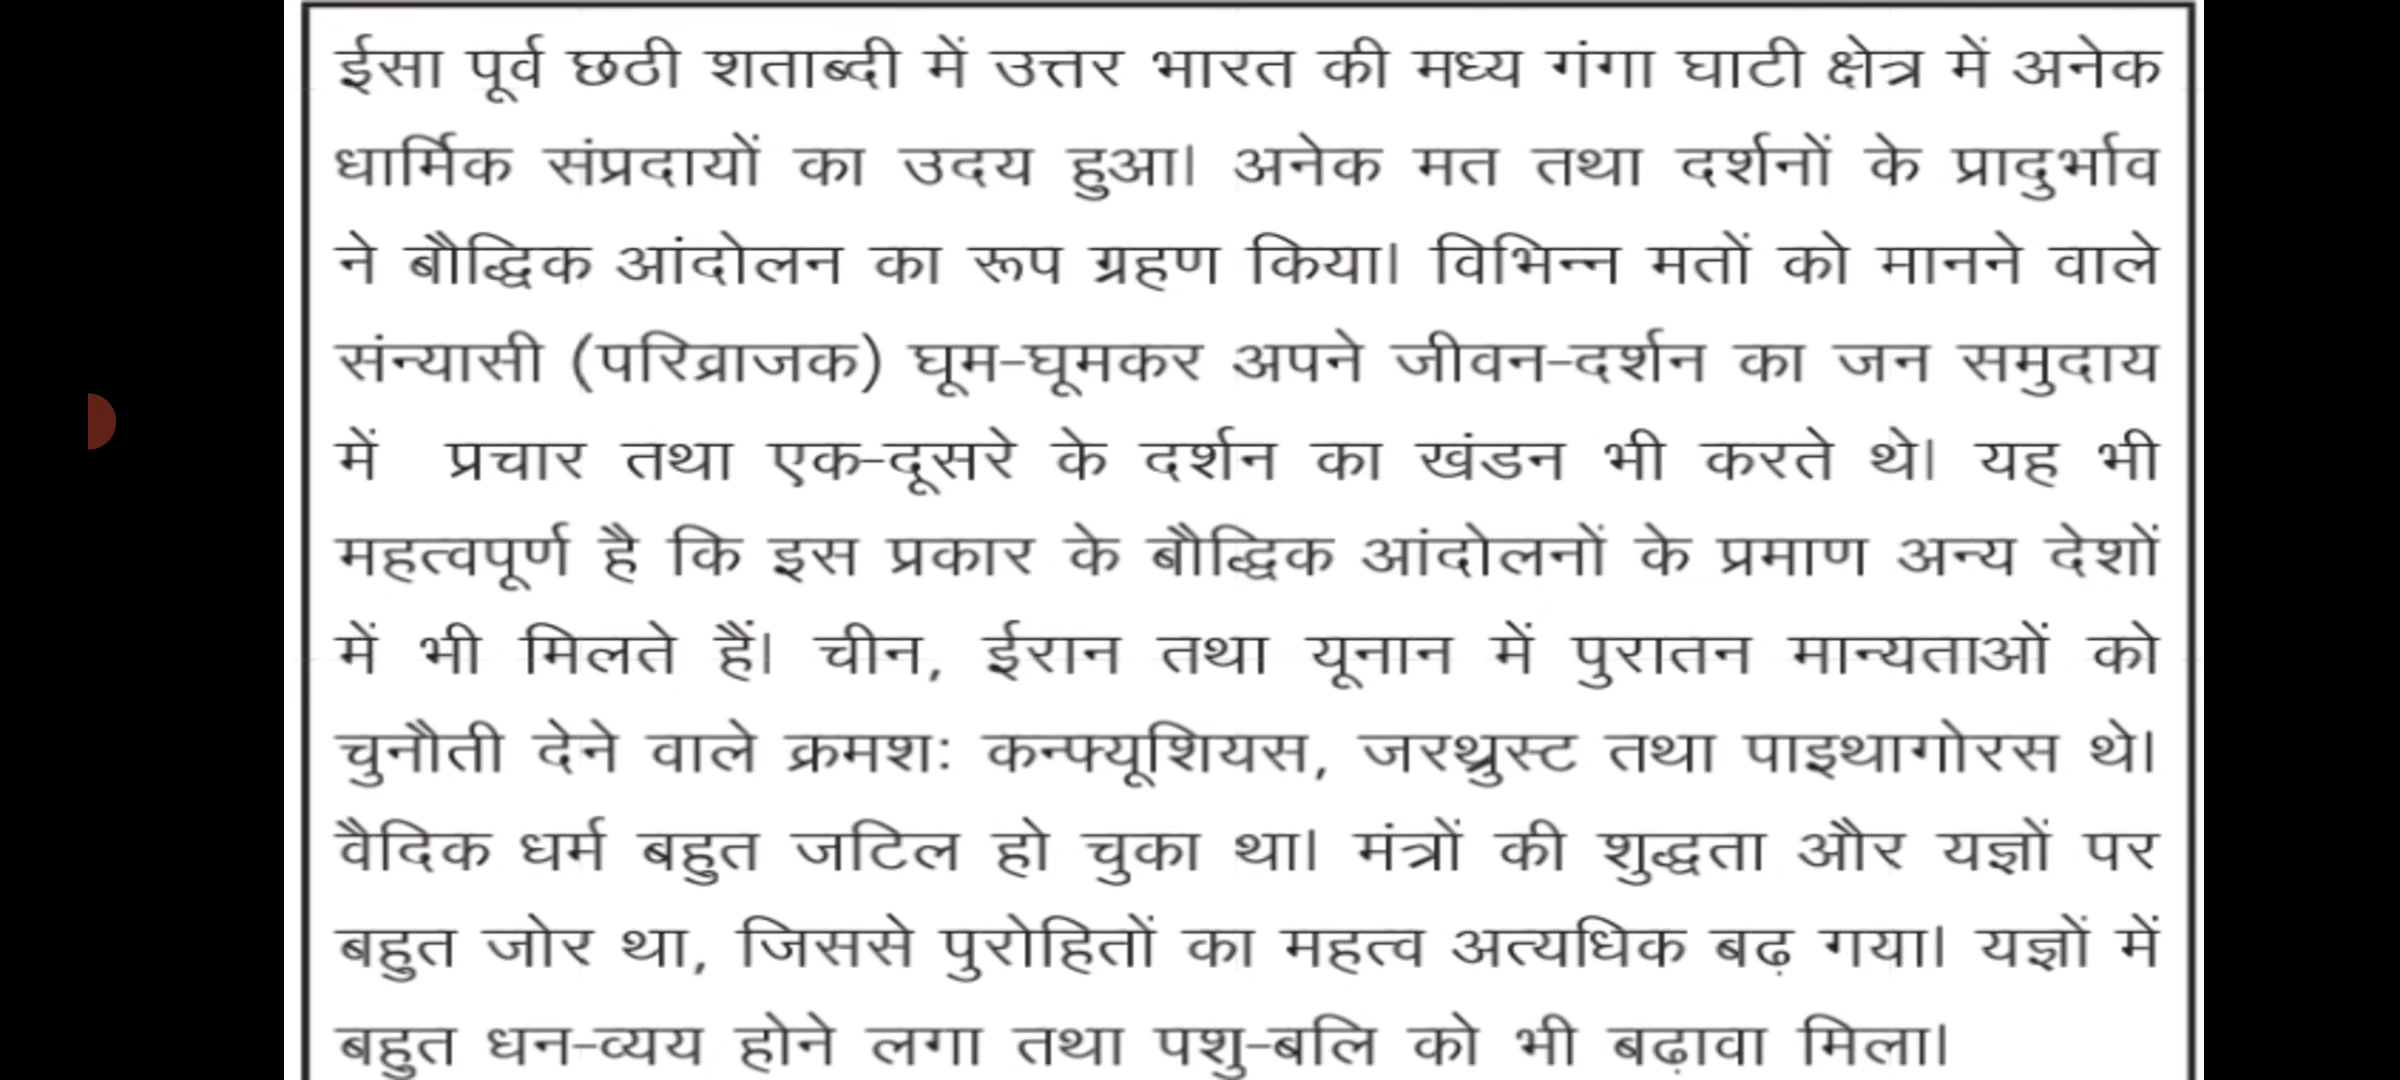 ईसा पूर्व छठी शताब्दी में उत्तर भारत की मध्य गंगा घाटी क्षेत्र में अनेक
धार्मिक संप्रदायों का उदय हुआ। अनेक मत तथा दर्शनों के प्रादुर्भाव
ने बौद्धिक आंदोलन का रूप ग्रहण किया। विभिन्न मतों को मानने वाले
संन्यासी (परिव्राजक) घूम-घूमकर अपने जीवन-दर्शन का जन समुदाय
में प्रचार तथा एक-दूसरे के दर्शन का खंडन भी करते थे। यह भी
महत्वपूर्ण है कि इस प्रकार के बौद्धिक आंदोलनों के प्रमाण अन्य देशों
में भी मिलते हैं। चीन, ईरान तथा यूनान में पुरातन मान्यताओं को
चुनौती देने वाले क्रमशः कन्फ्यूशियस, जरथ्रुस्ट तथा पाइथागोरस थे।
वैदिक धर्म बहुत जटिल हो चुका था। मंत्रों की शुद्धता और यज्ञों पर
बहुत जोर था, जिससे पुरोहितों का महत्व अत्यधिक बढ़ गया। यज्ञों में
बहुत धन-व्यय होने लगा तथा पशु-बलि को भी बढ़ावा मिला।